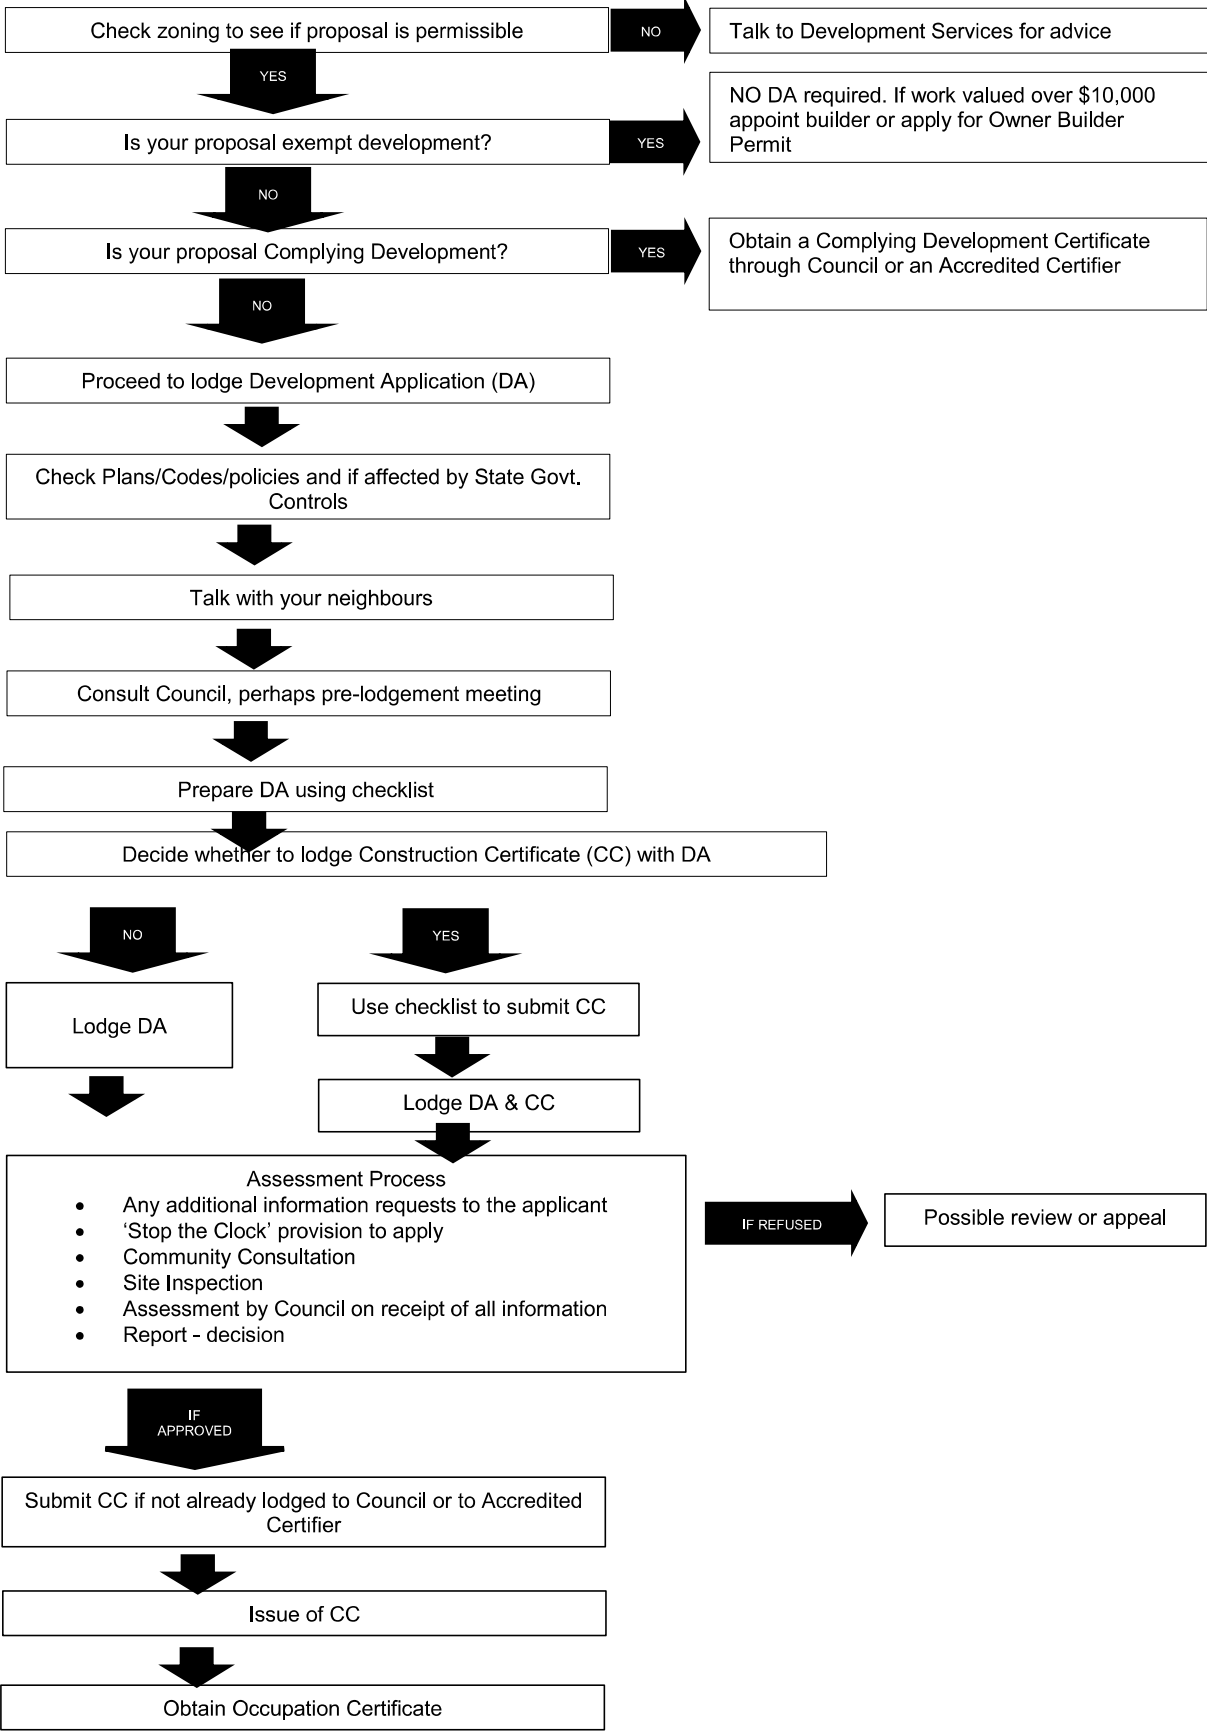 Check zoning to see if proposal is permissible
NO
Talk to Development Services for advice
YES
NO DA required. If work valued over $10,000
appoint builder or apply for Owner Builder
Permit
Is your proposal exempt development?
YES
NO
Is your proposal Complying Development?
YES
Obtain a Complying Development Certificate
through Council or an Accredited Certifier
NO
Proceed to lodge Development Application (DA)
Check Plans/Codes/policies and if affected by State Govt.
Controls
Talk with your neighbours
Consult Council, perhaps pre-lodgement meeting
Prepare DA using checklist
Decide whether to lodge Construction Certificate (CC) with DA
NO
YES
Lodge DA
Use checklist to submit CC
Lodge DA & CC
Assessment Process
• Any additional information requests to the applicant
• ‘Stop the Clock’ provision to apply
• Community Consultation
• Site Inspection
• Assessment by Council on receipt of all information
• Report - decision
IF REFUSED
Possible review or appeal
IF
APPROVED
Submit CC if not already lodged to Council or to Accredited
Certifier
Issue of CC
Obtain Occupation Certificate